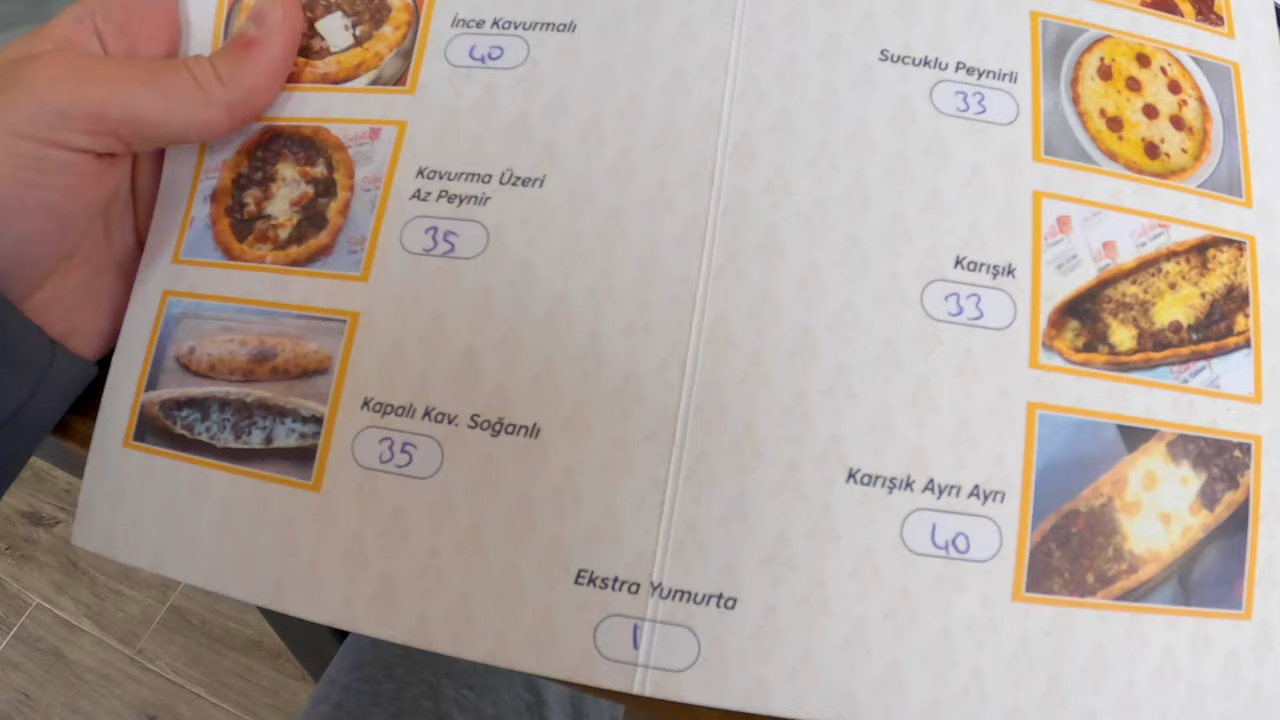 İnce Kavurmalı
40
Kavurma Üzeri
Az Peynir
35
Kapalı Kav. Soğanlı
35
Sucuklu Peynirli
33
Karışık
33
Karışık Ayrı Ayrı
40
Ekstra Yumurta
1